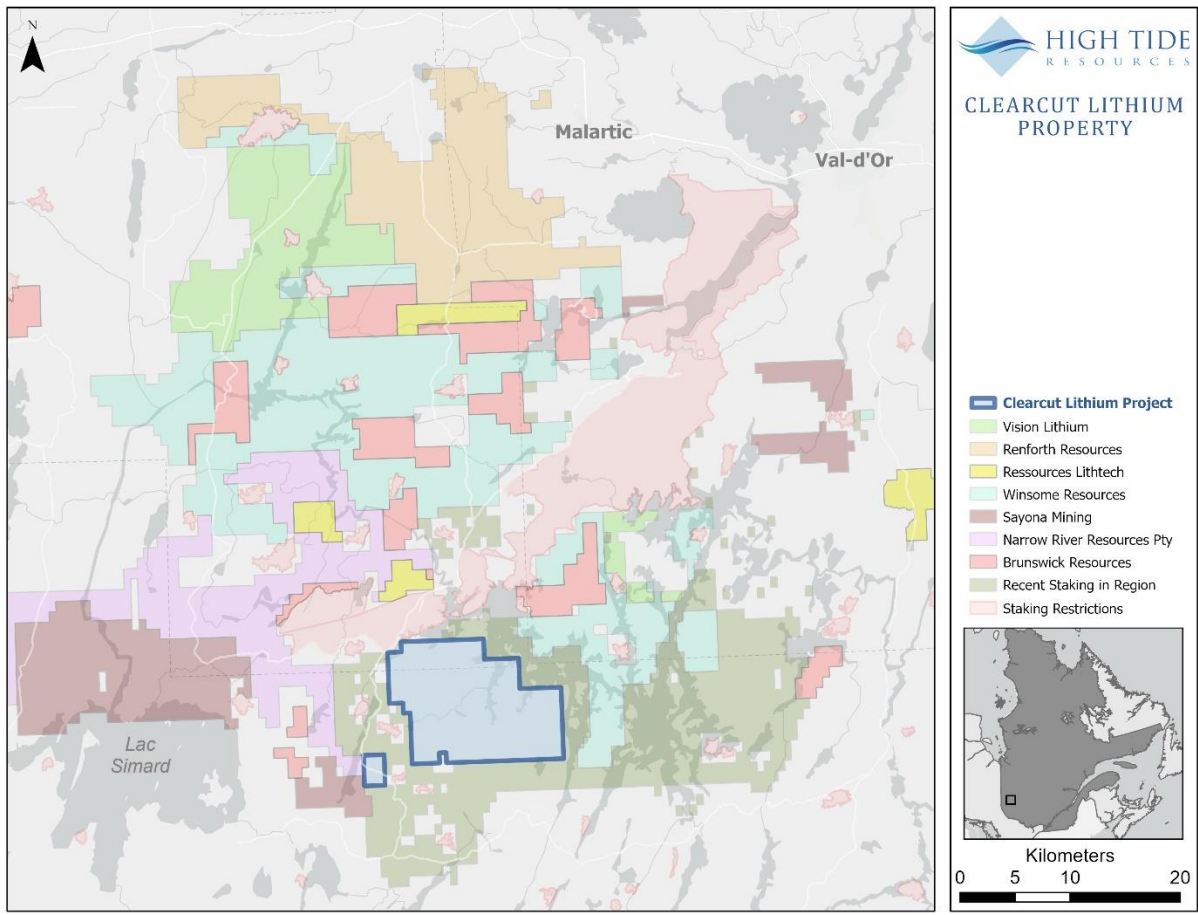 N
Malartic
Val-d'Or
Lac
Simard
HIGH TIDE
RESOURCES
CLEARCUT LITHIUM
PROPERTY
Clearcut Lithium Project
Vision Lithium
Renforth Resources
Ressources Lithtech
Winsome Resources
Sayona Mining
Narrow River Resources Pty
Brunswick Resources
Recent Staking in Region
Staking Restrictions
Kilometers
0 5 10 20